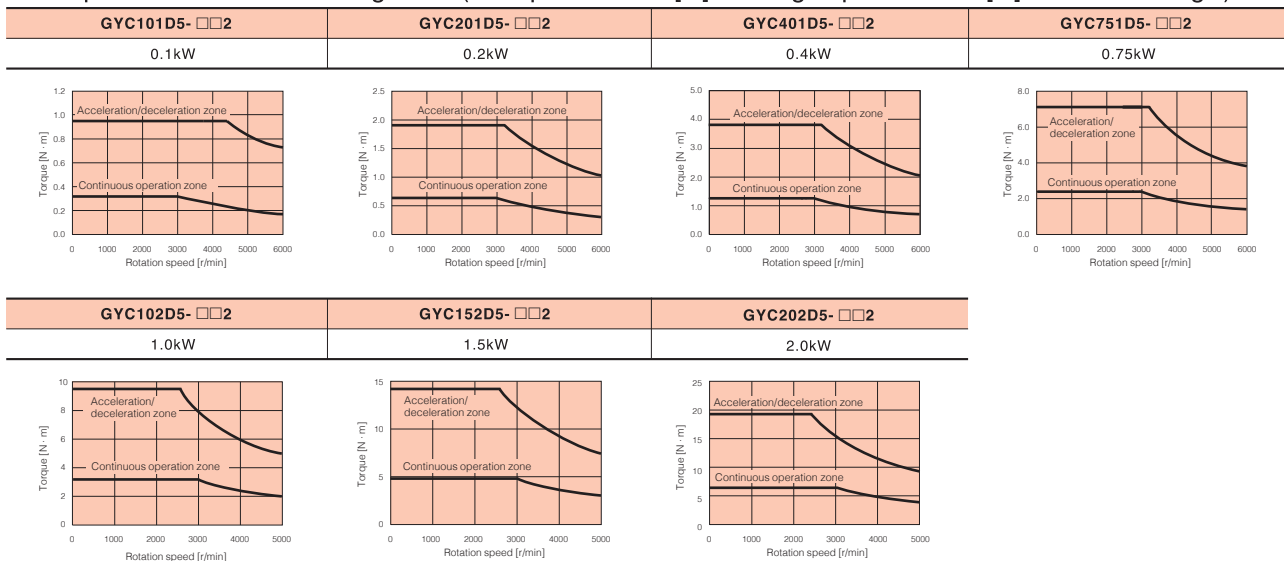 GYC101D5- □□2 GYC201D5- □□2 GYC401D5- □□2 GYC751D5- □□2
0.1kW 0.2kW 0.4kW 0.75kW
Torque [N · m]
1.2
1.0
0.8
0.6
0.4
0.2
0.0
Acceleration/deceleration zone
Continuous operation zone
0 1000 2000 3000 4000 5000 6000
Rotation speed [r/min]
Torque [N · m]
2.5
2.0
1.5
1.0
0.5
0.0
Acceleration/deceleration zone
Continuous operation zone
0 1000 2000 3000 4000 5000 6000
Rotation speed [r/min]
Torque [N · m]
5.0
4.0
3.0
2.0
1.0
0.0
Acceleration/deceleration zone
Continuous operation zone
0 1000 2000 3000 4000 5000 6000
Rotation speed [r/min]
Torque [N · m]
8.0
6.0
4.0
2.0
0.0
Acceleration/
deceleration zone
Continuous operation zone
0 1000 2000 3000 4000 5000 6000
Rotation speed [r/min]
GYC102D5- □□2 GYC152D5- □□2 GYC202D5- □□2
1.0kW 1.5kW 2.0kW
Torque [N · m]
10
8
6
4
2
0
Acceleration/
deceleration zone
Continuous operation zone
0 1000 2000 3000 4000 5000
Rotation speed [r/min]
Torque [N · m]
15
10
5
0
Acceleration/
deceleration zone
Continuous operation zone
0 1000 2000 3000 4000 5000
Rotation speed [r/min]
Torque [N · m]
25
20
15
10
5
0
Acceleration/deceleration zone
Continuous operation zone
0 1000 2000 3000 4000 5000
Rotation speed [r/min]